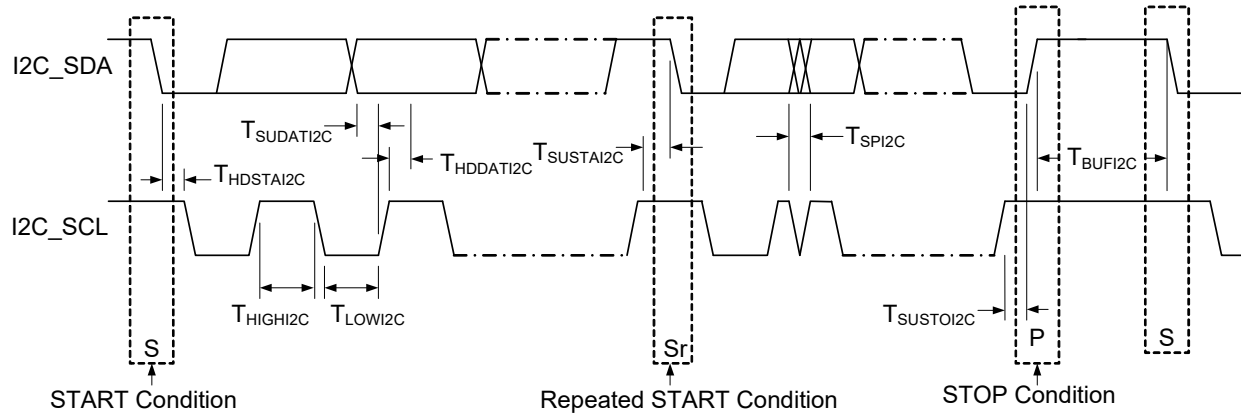 I2C_SDA
T_SUDATI2C
T_HDSTAI2C
T_HDDATI2C
T_SUSTAI2C
T_SPI2C
T_BUFI2C
I2C_SCL
T_HIGHI2C
T_LOWI2C
T_SUSTOI2C
S
Sr
P
S
START Condition
Repeated START Condition
STOP Condition